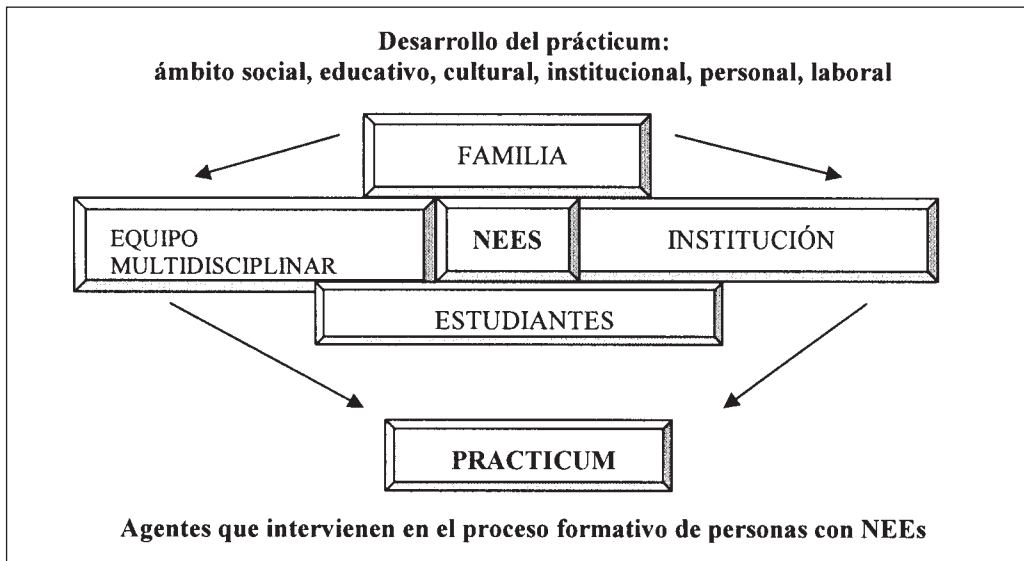 Desarrollo del prácticum:
ámbito social, educativo, cultural, institucional, personal, laboral
FAMILIA
EQUIPO
MULTIDISCIPLINAR
NEES
INSTITUCIÓN
ESTUDIANTES
PRACTICUM
Agentes que intervienen en el proceso formativo de personas con NEEs